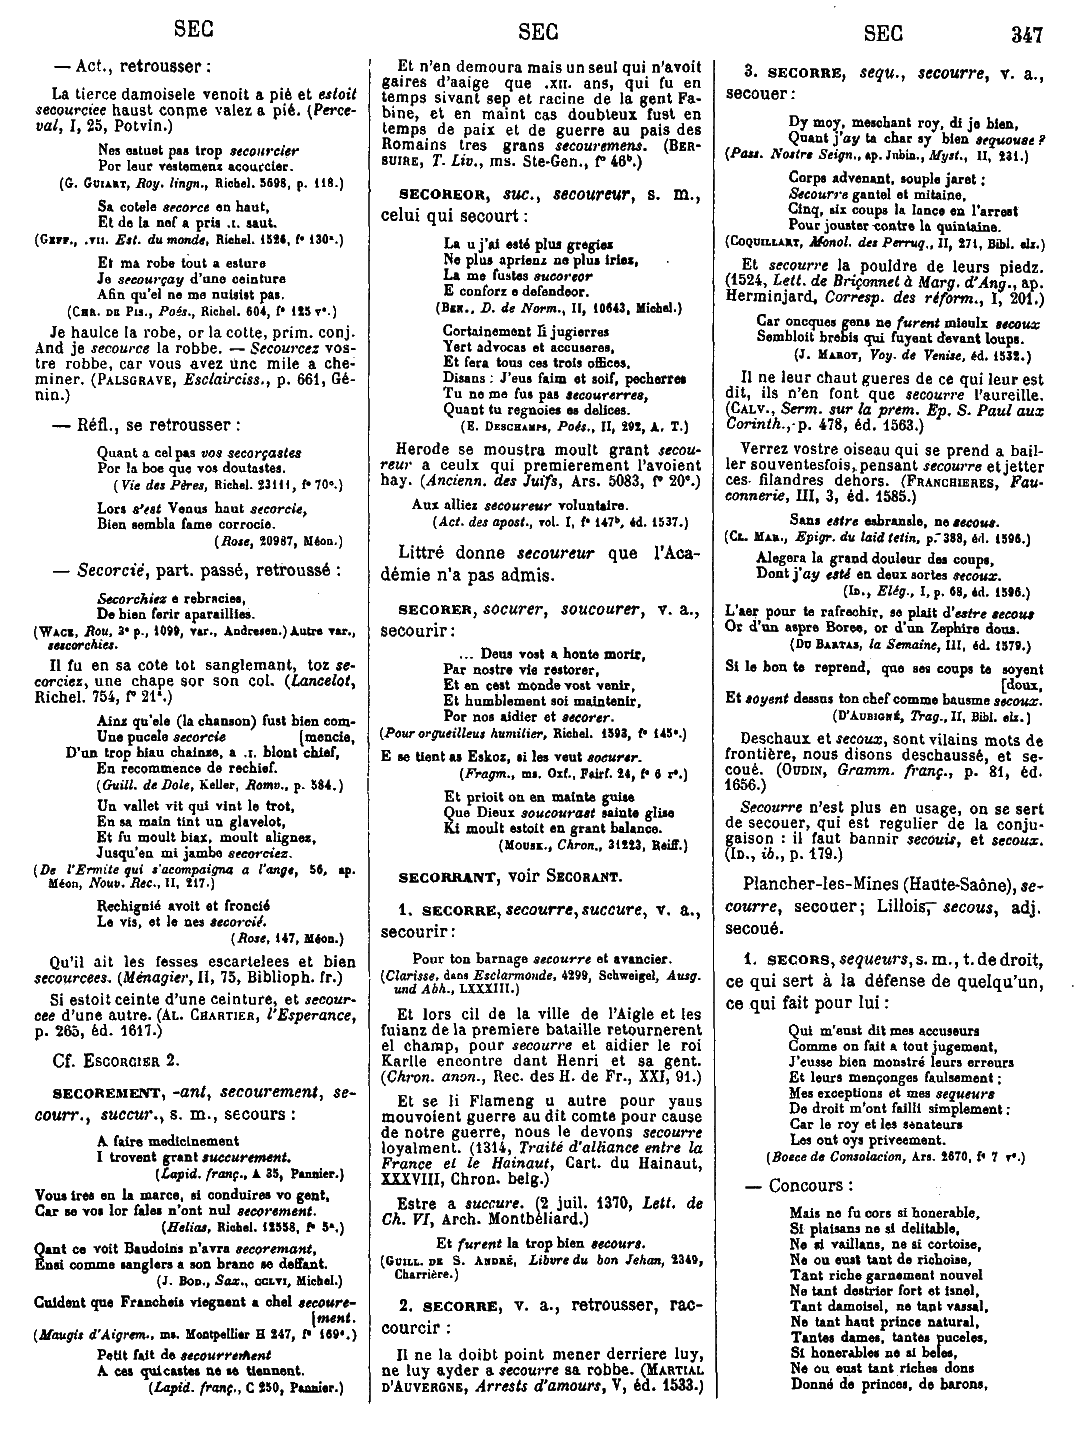 SEC
SEC
SEC
347
— Act., retrousser :
La tierce damoisele venoit a pié et estoit
secourciee haust conme valez a pié. (Perce-
val, I, 25, Potvin.)
Nes estuet pas trop secourcier
Por leur vestemenz acourcier.
(G. GUIART, Roy. lingn., Richel. 5698, p. 118.)
Sa cotele secorce en haut,
Et de la nef a pris .I. saut.
(GEFF., .VII. Est. du monde, Richel. 1526, f° 130ª.)
Et ma robe tout a esture
Je secourçay d'une ceinture
Afin qu'el ne me nuisist pas.
(CHR. DE PIS., Poés., Richel. 604, f° 125 v°.)
Je haulce la robe, or la cotte, prim. conj.
And je secource la robbe. — Secourcez vos-
tre robbe, car vous avez unc mile a che-
miner. (PALSGRAVE, Esclairciss., p. 661, Gé-
nin.)
— Réfl., se retrousser :
Quant a cel pas vos secorçastes
Por la boe que vos doutastes.
(Vie des Pères, Richel. 23111, f° 70ᶜ.)
Lors s'est Venus haut secorcie,
Bien sembla fame corrocie.
(Rose, 20987, Méon.)
— Secorcié, part. passé, retroussé :
Secorchiez e rebracies,
De bien ferir aparaillies.
(WACE, Rou, 3ᵉ p., 1099, var., Andresen.) Autre var.,
sescorchies.
Il fu en sa cote tot sanglemant, toz se-
corciez, une chape sor son col. (Lancelot,
Richel. 754, f° 21ª.)
Ainz qu'ele (la chanson) fust bien com-
Une pucele secorcie [mencie,
D'un trop biau chainse, a .I. blont chief,
En recommence de rechief.
(Guill. de Dole, Keller, Romv., p. 584.)
Un vallet vit qui vint le trot,
En sa main tint un glavelot,
Et fu moult biax, moult alignez,
Jusqu'en mi jambe secorciez.
(De l'Ermite qui s'acompaigna a l'ange, 56, ap.
Méon, Nouv. Rec., II, 217.)
Rechignié avoit et froncié
Le vis, et le nes secorcié.
(Rose, 147, Méon.)
Qu'il ait les fesses escartelees et bien
secourcees. (Ménagier, II, 75, Biblioph. fr.)
Si estoit ceinte d'une ceinture, et secour-
cee d'une autre. (AL. CHARTIER, l'Esperance,
p. 265, éd. 1617.)
Cf. ESCORCIER 2.
SECOREMENT, -ant, secourement, se-
courr., succur., s. m., secours :
A faire medicinement
I trovent grant succurement.
(Lapid. franç., A 35, Pannier.)
Vous ires en la marce, si conduires vo gent,
Car se vos lor fales n'ont nul secorement.
(Helias, Richel. 12558, f° 5ª.)
Qant ce voit Baudoins n'avra secoremant,
Ensi comme sanglers a son branc se deffant.
(J. BOD., Sax., CCLVI, Michel.)
Cuident que Francheis viegnent a chel secoure-
[ment.
(Maugis d'Aigrem., ms. Montpellier H 247, f° 169ᶜ.)
Petit fait de secourrement
A ces qui castes ne se tiennent.
(Lapid. franç., C 250, Pannier.)
Et n'en demoura mais un seul qui n'avoit
gaires d'aaige que .XII. ans, qui fu en
temps sivant sep et racine de la gent Fa-
bine, et en maint cas doubteux fust en
temps de paix et de guerre au pais des
Romains tres grans secouremens. (BER-
SUIRE, T. Liv., ms. Ste-Gen., f° 46ᵇ.)
SECOREOR, suc., secoureur, s. m.,
celui qui secourt :
La u j'ai esté plus gregiez
Ne plus aprienz ne plus iriez,
La me fustes sucoreor
E conforz e defendeor.
(BEN., D. de Norm., II, 10643, Michel.)
Certainement li jugierres
Yert advocas et accuseres,
Et fera tous ces trois offices,
Disans : J'eus faim et soif, pecherres
Tu ne me fus pas secourerres,
Quant tu regnoies es delices.
(E. DESCHAMPS, Poés., II, 292, A. T.)
Herode se moustra moult grant secou-
reur a ceulx qui premierement l'avoient
hay. (Ancienn. des Juifs, Ars. 5083, f° 20ᶜ.)
Aux alliez secoureur voluntaire.
(Act. des apost., vol. I, f° 147ᵇ, éd. 1537.)
Littré donne secoureur que l'Aca-
démie n'a pas admis.
SECORER, socurer, soucourer, v. a.,
secourir :
... Deus vost a honte morir,
Par nostre vie restorer,
Et en cest monde vost venir,
Et humblement soi maintenir,
Por nos aidier et secorer.
(Pour orgueilleus humilier, Richel. 1593, f° 145ᶜ.)
E se tient as Eskoz, si les veut socurer.
(Fragm., ms. Oxf., Fairf. 24, f° 6 r°.)
Et prioit on en mainte guise
Que Dieux soucourast sainte glise
Ki moult estoit en grant balance.
(MOUSK., Chron., 31223, Reiff.)
SECORRANT, voir SECORANT.
1. SECORRE, secourre, succure, v. a.,
secourir :
Pour ton barnage secourre et avancier.
(Clarisse, dans Esclarmonde, 4299, Schweigel, Ausg.
und Abh., LXXXIII.)
Et lors cil de la ville de l'Aigle et les
fuianz de la premiere bataille retournerent
el champ, pour secourre et aidier le roi
Karlle encontre dant Henri et sa gent.
(Chron. anon., Rec. des H. de Fr., XXI, 91.)
Et se li Flameng u autre pour yaus
mouvoient guerre au dit comte pour cause
de notre guerre, nous le devons secourre
loyalment. (1314, Traité d'alliance entre la
France et le Hainaut, Cart. du Hainaut,
XXXVIII, Chron. belg.)
Estre a succure. (2 juil. 1370, Lett. de
Ch. VI, Arch. Montbéliard.)
Et furent la trop bien secours.
(GUILL. DE S. ANDRÉ, Libvre du bon Jehan, 2349,
Charrière.)
2. SECORRE, v. a., retrousser, rac-
courcir :
Il ne la doibt point mener derriere luy,
ne luy ayder a secourre sa robbe. (MARTIAL
D'AUVERGNE, Arrests d'amours, V, éd. 1533.)
3. SECORRE, sequ., secourre, v. a.,
secouer :
Dy moy, meschant roy, di je bien,
Quant j'ay ta char sy bien sequouse ?
(Pass. Nostre Seign., ap. Jubin., Myst., II, 231.)
Corps advenant, souple jaret ;
Secourre gantel et mitaine,
Cinq, six coups la lance en l'arrest
Pour jouster contre la quintaine.
(COQUILLART, Monol. des Perruq., II, 271, Bibl. elz.)
Et secourre la pouldre de leurs piedz.
(1524, Lett. de Briçonnet à Marg. d'Ang., ap.
Herminjard, Corresp. des réform., I, 201.)
Car oncques gens ne furent mieulx secoux
Sembloit brebis qui fuyent devant loups.
(J. MAROT, Voy. de Venise, éd. 1532.)
Il ne leur chaut gueres de ce qui leur est
dit, ils n'en font que secourre l'aureille.
(CALV., Serm. sur la prem. Ep. S. Paul aux
Corinth., p. 478, éd. 1563.)
Verrez vostre oiseau qui se prend a bail-
ler souventesfois, pensant secourre et jetter
ces filandres dehors. (FRANCHIERES, Fau-
connerie, III, 3, éd. 1585.)
Sans estre esbransle, ne secous.
(CL. MAR., Epigr. du laid tetin, p. 388, éd. 1596.)
Alegera la grand douleur des coups,
Dont j'ay esté en deux sortes secoux.
(ID., Elég., I, p. 68, éd. 1596.)
L'aer pour te rafrechir, se plait d'estre secous
Or d'un aspre Boree, or d'un Zephire dous.
(DU BARTAS, la Semaine, III, éd. 1579.)
Si le bon te reprend, que ses coups te soyent
[doux,
Et soyent dessus ton chef comme bausme secoux.
(D'AUBIGNÉ, Trag., II, Bibl. elz.)
Deschaux et secoux, sont vilains mots de
frontière, nous disons deschaussé, et se-
coué. (OUDIN, Gramm. franç., p. 81, éd.
1656.)
Secourre n'est plus en usage, on se sert
de secouer, qui est regulier de la conju-
gaison : il faut bannir secouis, et secoux.
(ID., ib., p. 179.)
Plancher-les-Mines (Haute-Saône), se-
courre, secouer ; Lillois, secous, adj.
secoué.
1. SECORS, sequeurs, s. m., t. de droit,
ce qui sert à la défense de quelqu'un,
ce qui fait pour lui :
Qui m'eust dit mes accuseurs
Comme on fait a tout jugement,
J'eusse bien monstré leurs erreurs
Et leurs mençonges faulsement ;
Mes exceptions et mes sequeurs
De droit m'ont failli simplement ;
Car le roy et les senateurs
Les ont oys priveement.
(Boece de Consolacion, Ars. 2670, f° 7 r°.)
— Concours :
Mais ne fu cors si honerable,
Si plaisans ne si delitable,
Ne si vaillans, ne si cortoise,
Ne ou eust tant de richoise,
Tant riche garnement novel
Ne tant destrier fort et isnel,
Tant damoisel, ne tant vassal,
Ne tant haut prince natural,
Tantes dames, tantes puceles,
Si honerables ne si beles,
Ne ou eust tant riches dons
Donné de princes, de barons,